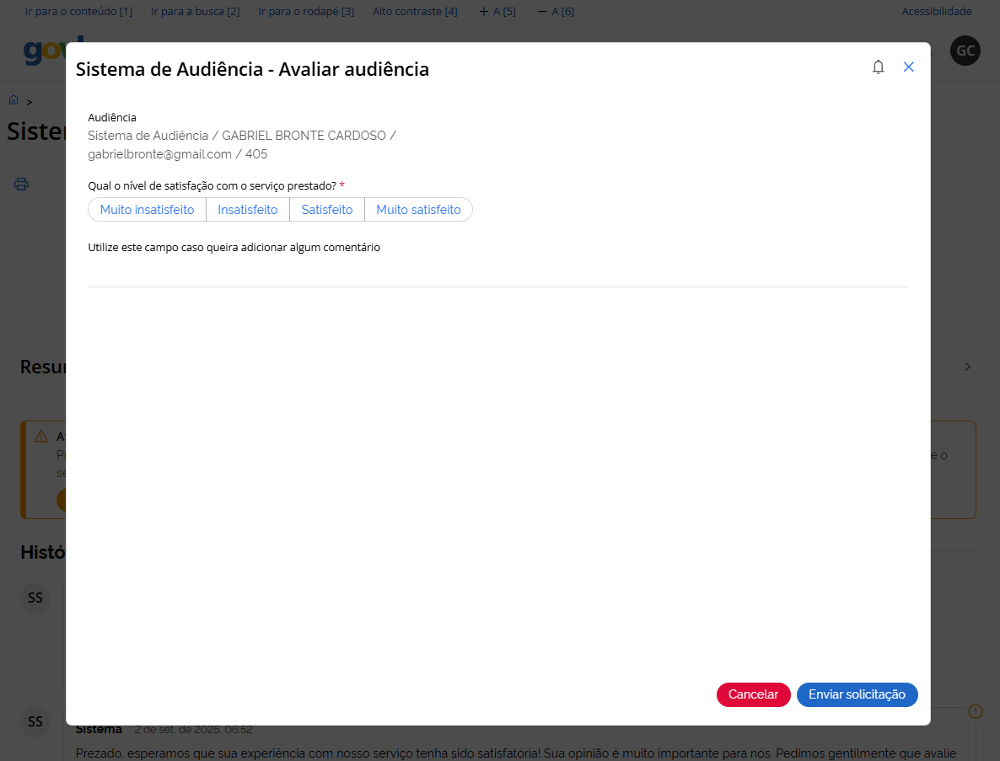 Ir para o conteúdo [1] Ir para a busca [2] Ir para o rodapé [3] Alto contraste [4] + A [5] − A [6] Acessibilidade
GC
Sistema de Audiência - Avaliar audiência
>
Audiência
Sistema de Audiência / GABRIEL BRONTE CARDOSO /
gabrielbronte@gmail.com / 405
Qual o nível de satisfação com o serviço prestado? *
Muito insatisfeito Insatisfeito Satisfeito Muito satisfeito
Utilize este campo caso queira adicionar algum comentário
SS
Cancelar Enviar solicitação
SS
Sistema 2 de set. de 2025, 06:52
Prezado, esperamos que sua experiência com nosso serviço tenha sido satisfatória! Sua opinião é muito importante para nós. Pedimos gentilmente que avalie